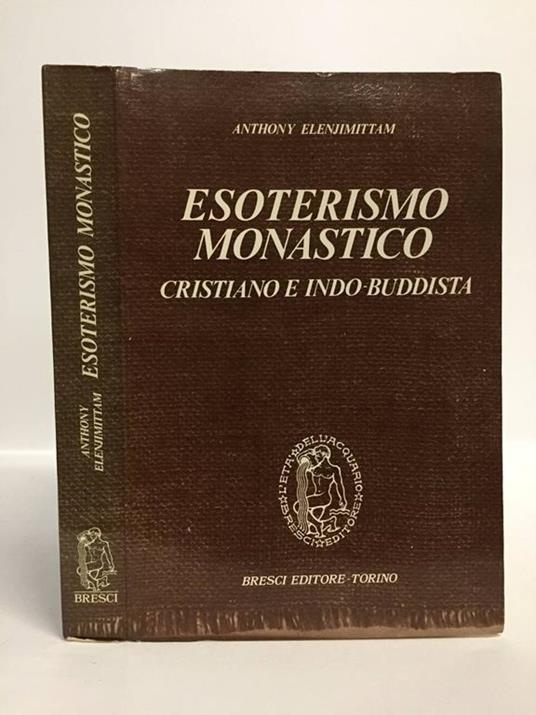 ANTHONY ELENJIMITTAM
ESOTERISMO
MONASTICO
CRISTIANO E INDO-BUDDISTA
L'ETÀ DELL'ACQUARIO
BRESCI EDITORE
BRESCI EDITORE-TORINO
ANTHONY
ELENJIMITTAM
ESOTERISMO MONASTICO
BRESCI